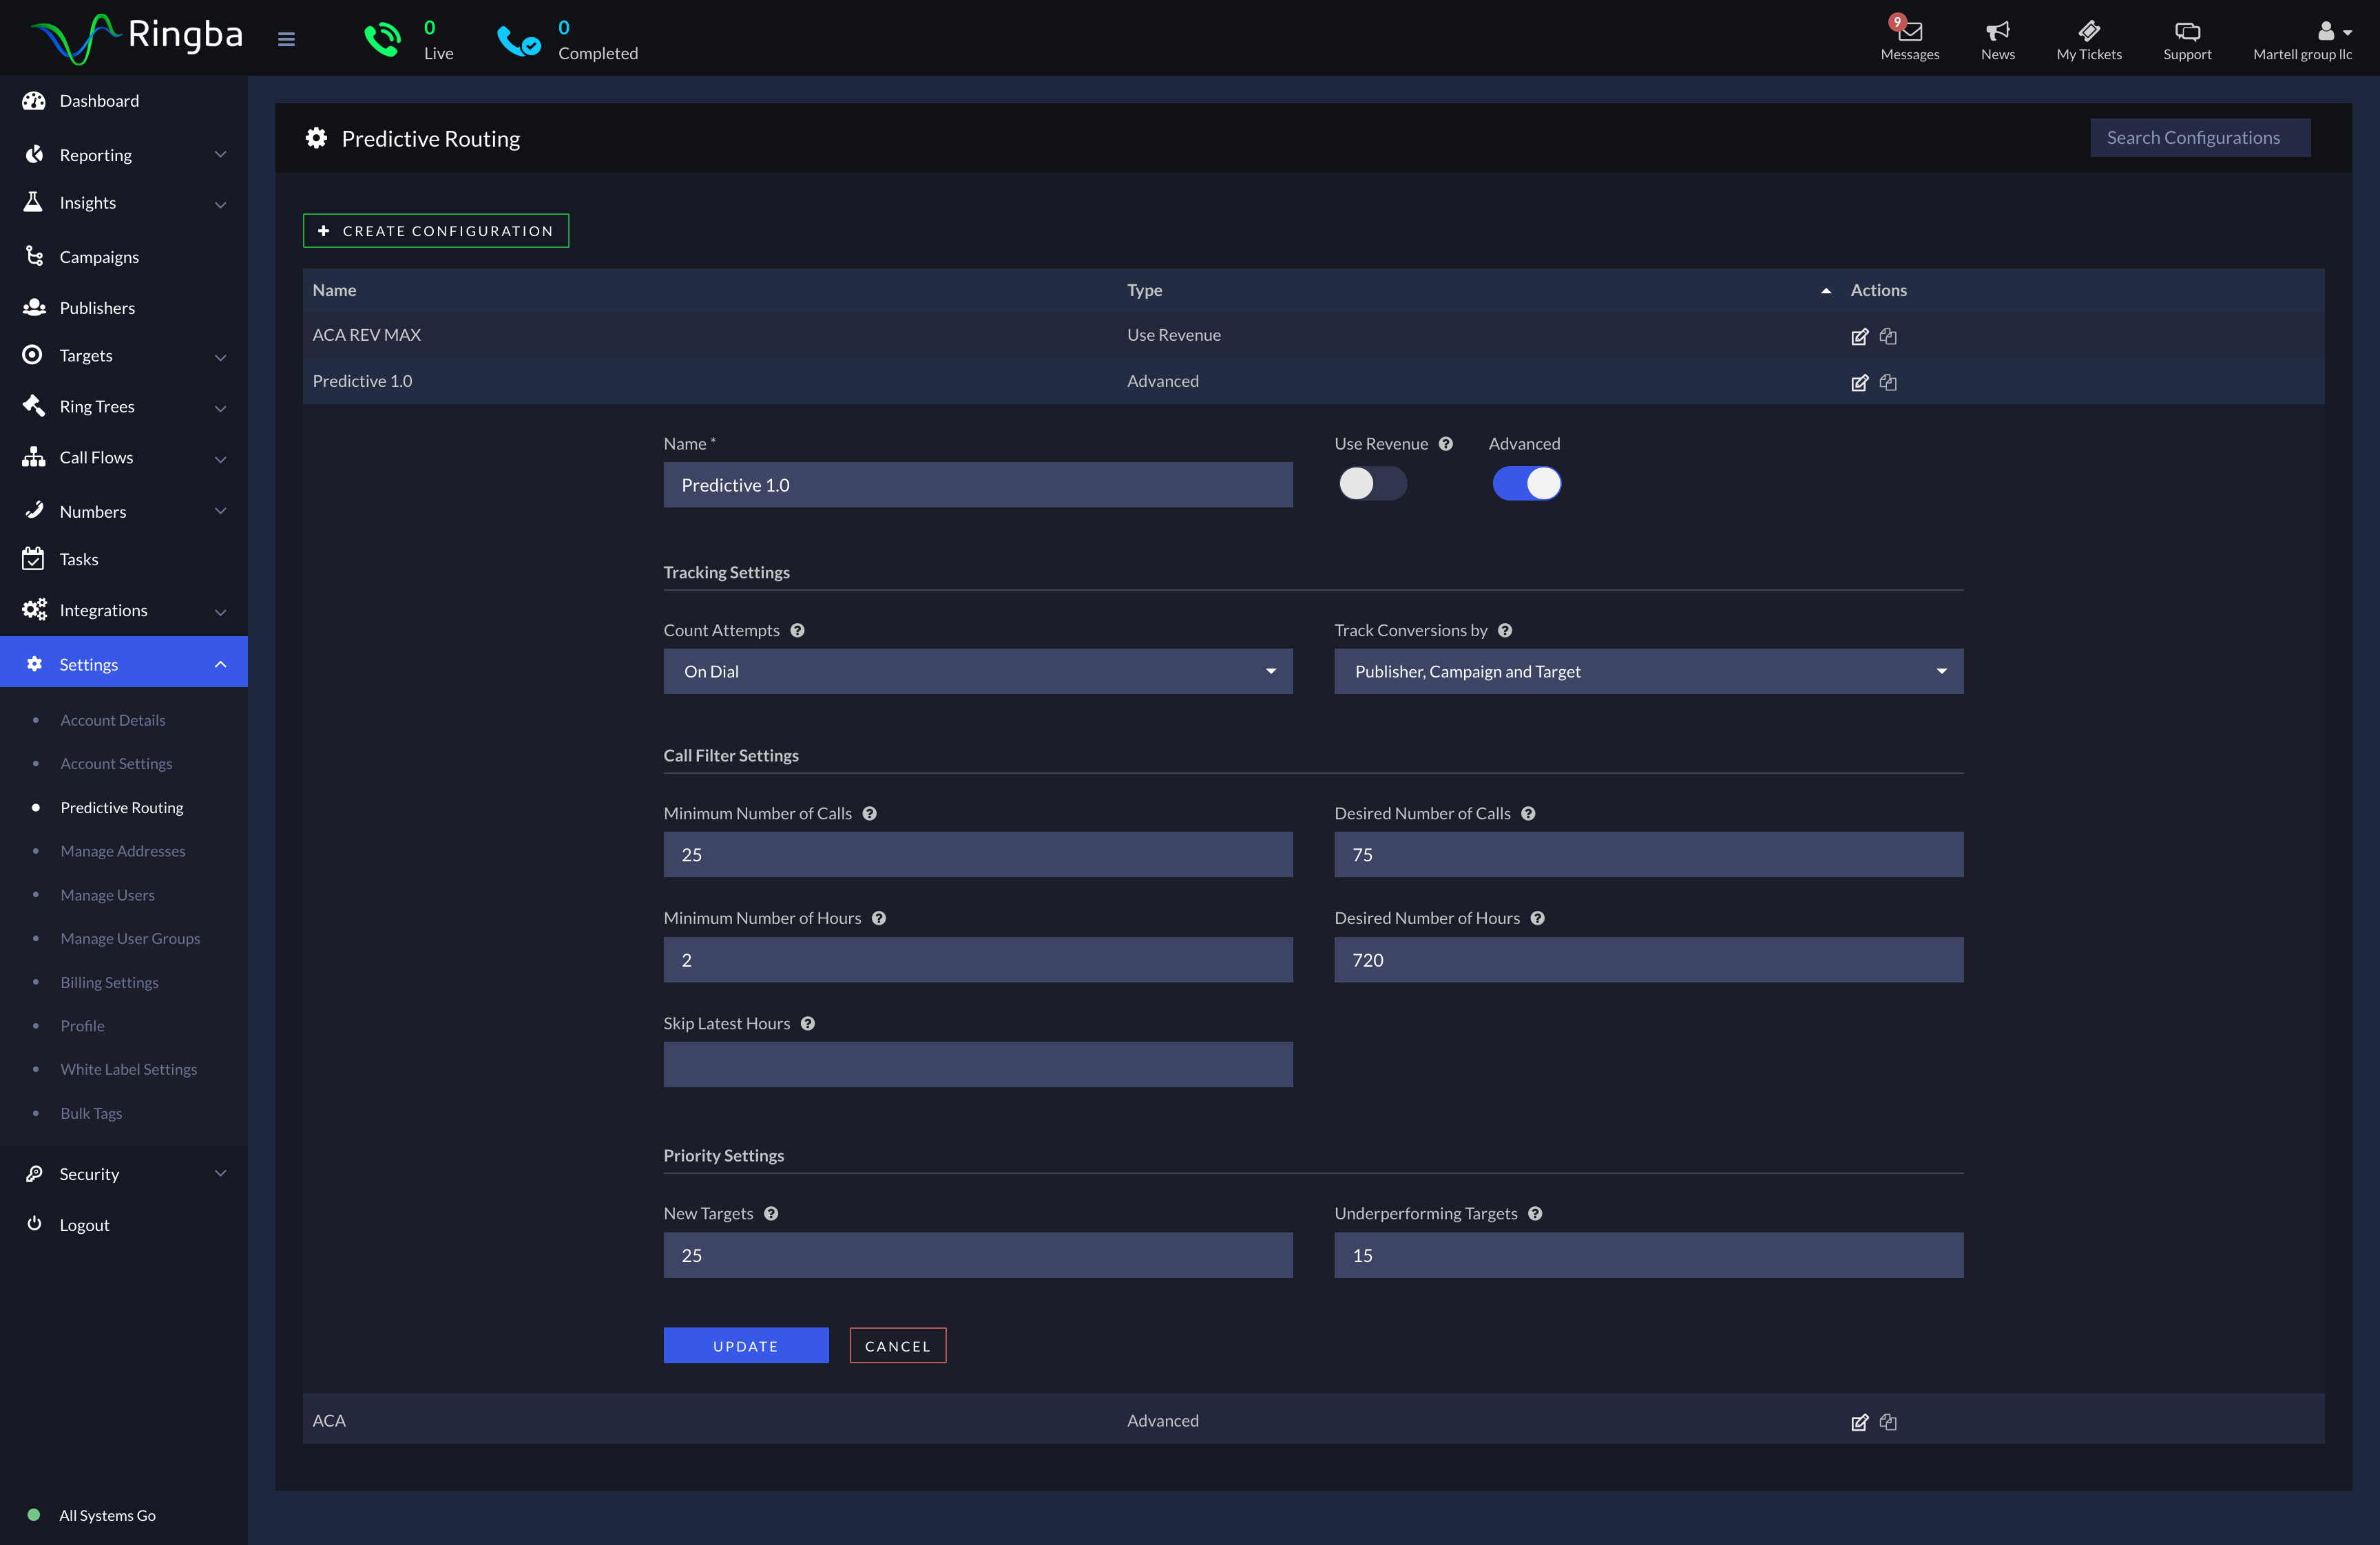 Ringba
0
Live
0
Completed
9
Messages
News
My Tickets
Support
Martell group llc
Dashboard
Reporting
Insights
Campaigns
Publishers
Targets
Ring Trees
Call Flows
Numbers
Tasks
Integrations
Settings
Account Details
Account Settings
Predictive Routing
Manage Addresses
Manage Users
Manage User Groups
Billing Settings
Profile
White Label Settings
Bulk Tags
Security
Logout
All Systems Go
Predictive Routing
Search Configurations
CREATE CONFIGURATION
Name Type Actions
ACA REV MAX Use Revenue
Predictive 1.0 Advanced
Name * Use Revenue Advanced
Predictive 1.0
Tracking Settings
Count Attempts Track Conversions by
On Dial Publisher, Campaign and Target
Call Filter Settings
Minimum Number of Calls Desired Number of Calls
25 75
Minimum Number of Hours Desired Number of Hours
2 720
Skip Latest Hours
Priority Settings
New Targets Underperforming Targets
25 15
UPDATE CANCEL
ACA Advanced